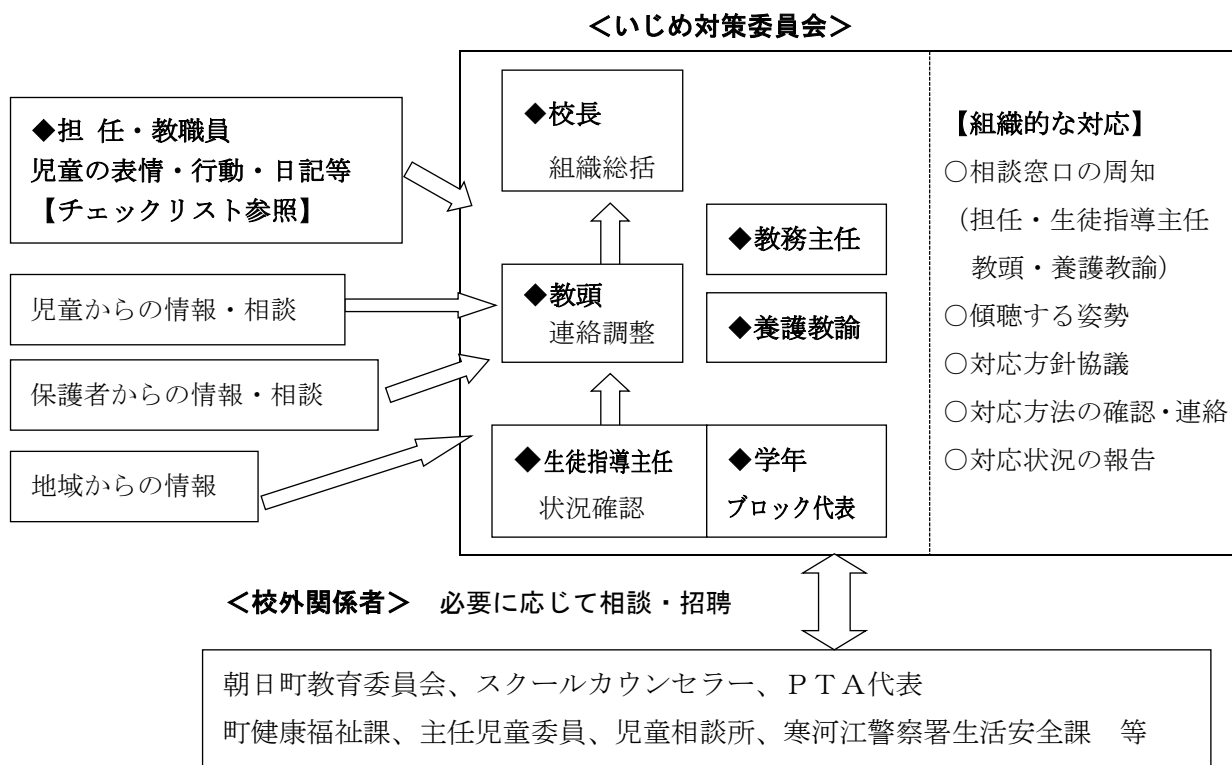 ＜いじめ対策委員会＞
◆担 任・教職員
児童の表情・行動・日記等
【チェックリスト参照】
児童からの情報・相談
保護者からの情報・相談
地域からの情報
◆校長
組織総括
◆教頭
連絡調整
◆教務主任
◆養護教諭
◆生徒指導主任
状況確認
◆学年
ブロック代表
【組織的な対応】
○相談窓口の周知
（担任・生徒指導主任
教頭・養護教諭）
○傾聴する姿勢
○対応方針協議
○対応方法の確認・連絡
○対応状況の報告
＜校外関係者＞　必要に応じて相談・招聘
朝日町教育委員会、スクールカウンセラー、ＰＴＡ代表
町健康福祉課、主任児童委員、児童相談所、寒河江警察署生活安全課　等